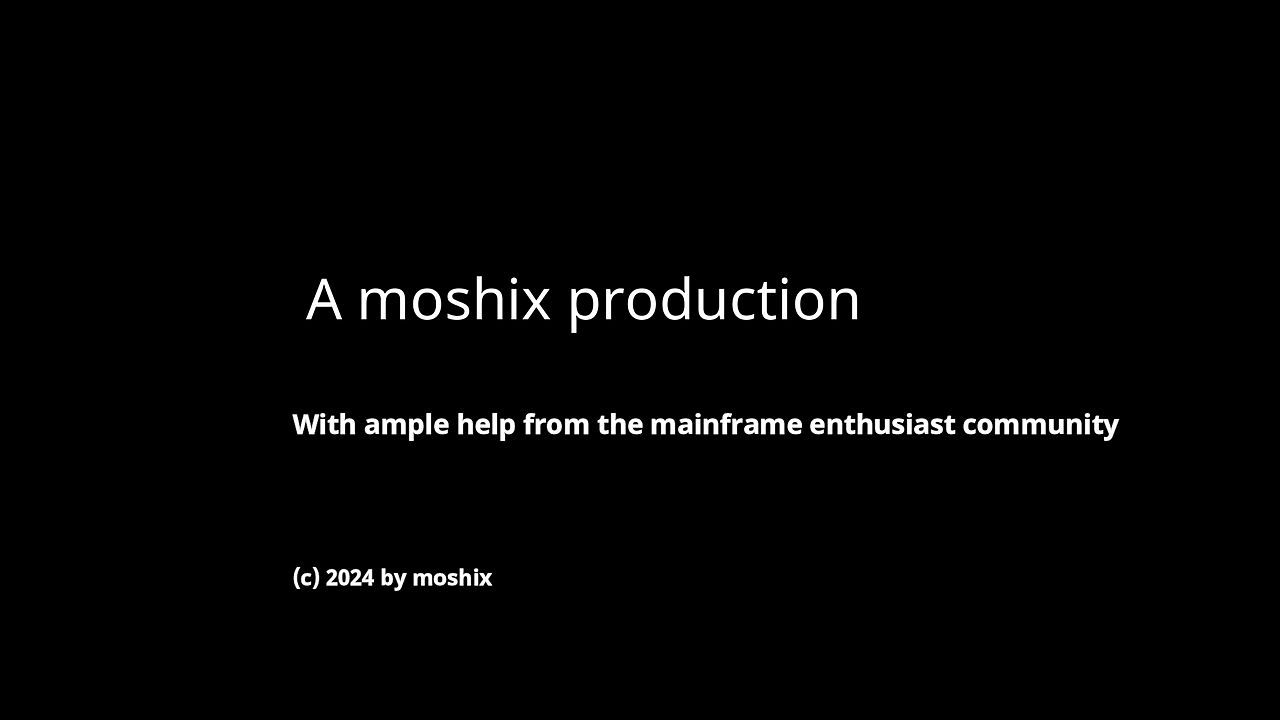 A moshix production
With ample help from the mainframe enthusiast community
(c) 2024 by moshix